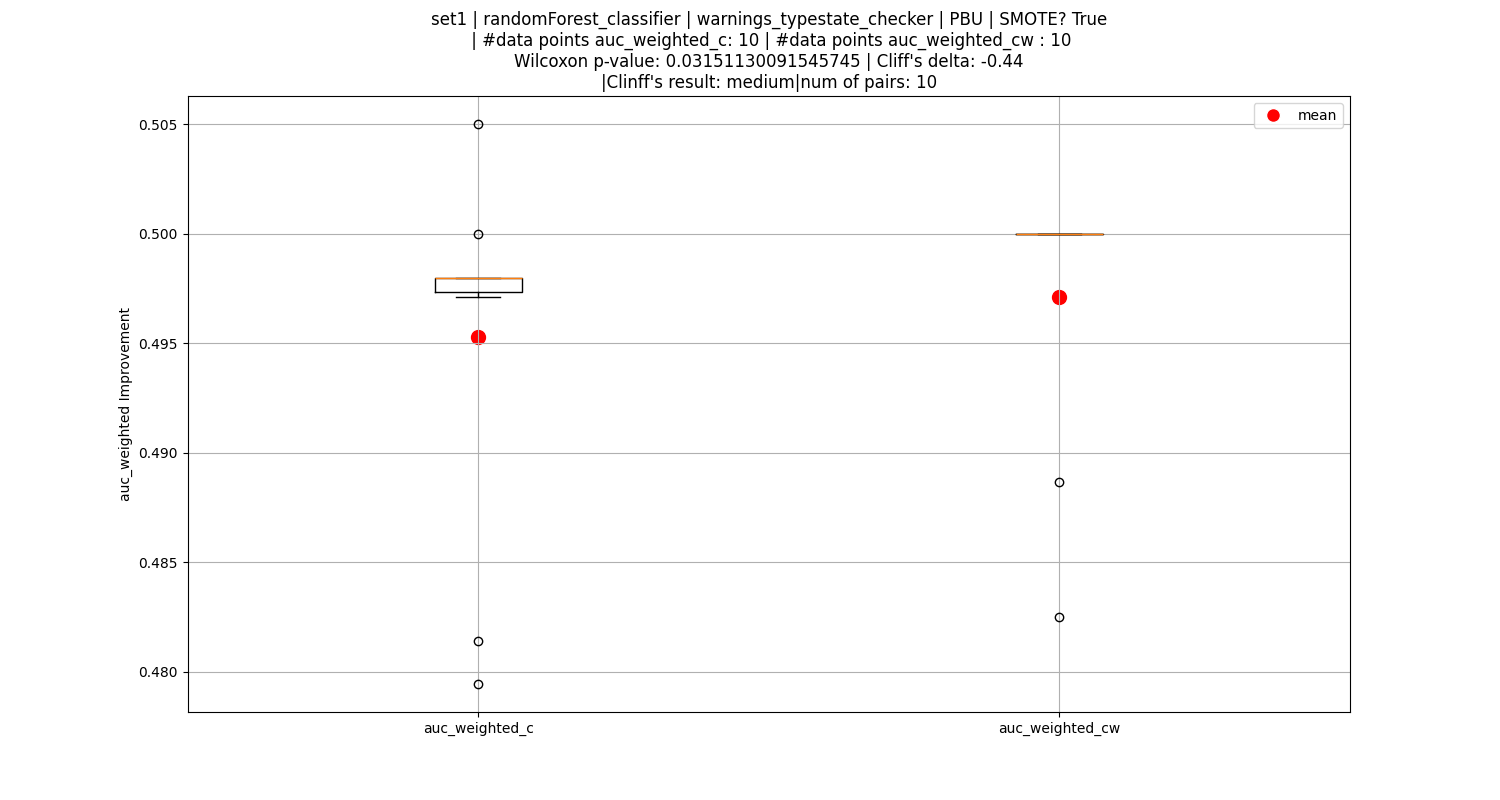 set1 | randomForest_classifier | warnings_typestate_checker | PBU | SMOTE? True
| #data points auc_weighted_c: 10 | #data points auc_weighted_cw : 10
Wilcoxon p-value: 0.03151130091545745 | Cliff's delta: -0.44
|Clinff's result: medium|num of pairs: 10
mean
0.505
0.500
0.495
0.490
0.485
0.480
auc_weighted Improvement
auc_weighted_c
auc_weighted_cw